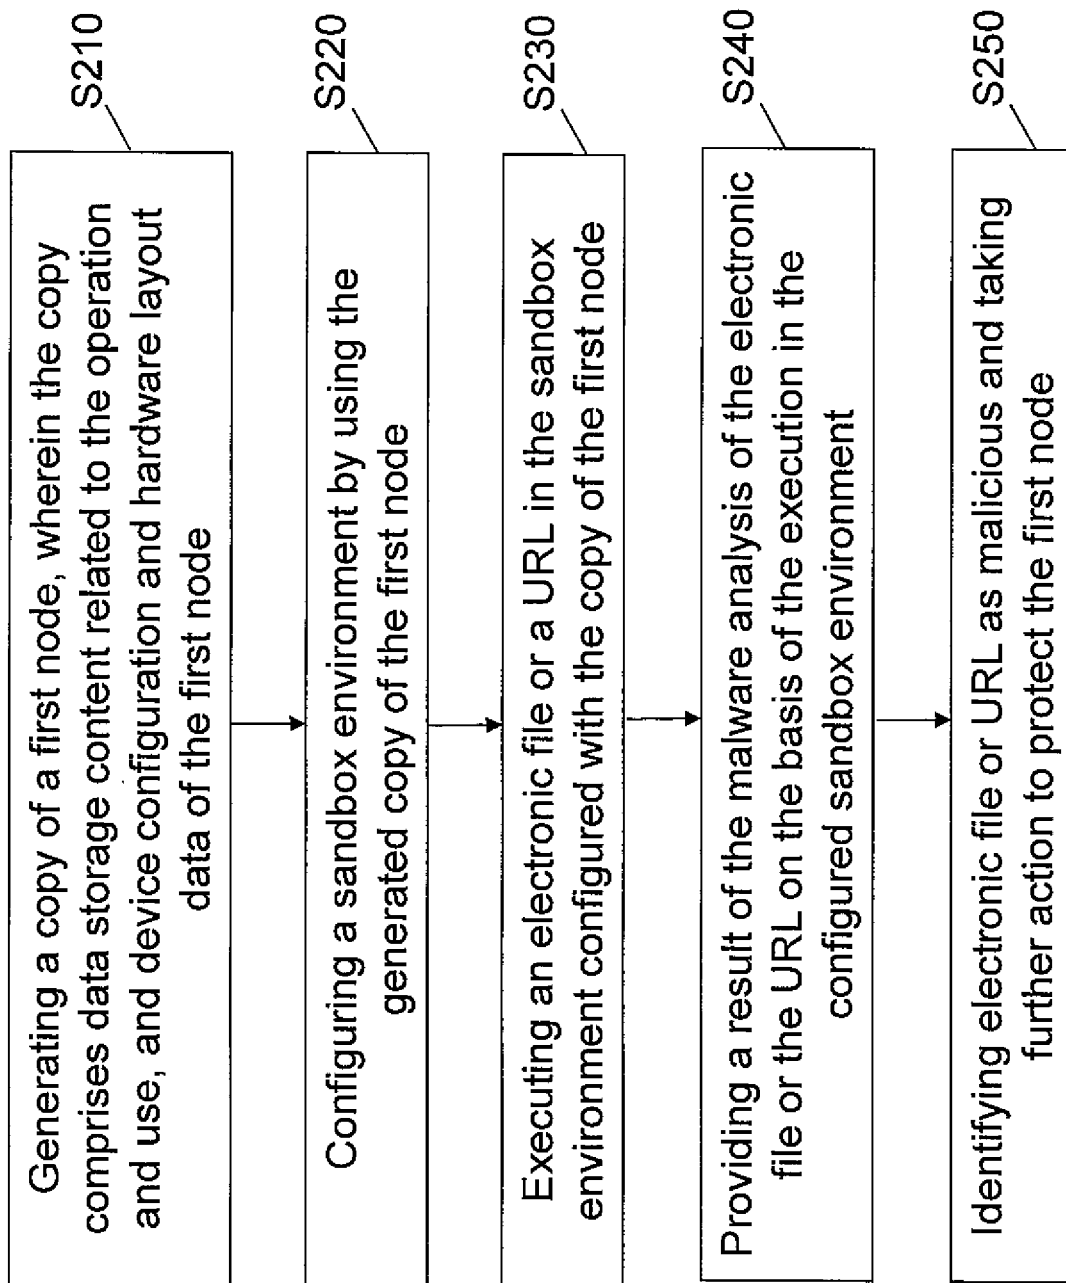 Generating a copy of a first node, wherein the copy
comprises data storage content related to the operation
and use, and device configuration and hardware layout
data of the first node
S210
Configuring a sandbox environment by using the
generated copy of the first node
S220
Executing an electronic file or a URL in the sandbox
environment configured with the copy of the first node
S230
Providing a result of the malware analysis of the electronic
file or the URL on the basis of the execution in the
configured sandbox environment
S240
Identifying electronic file or URL as malicious and taking
further action to protect the first node
S250